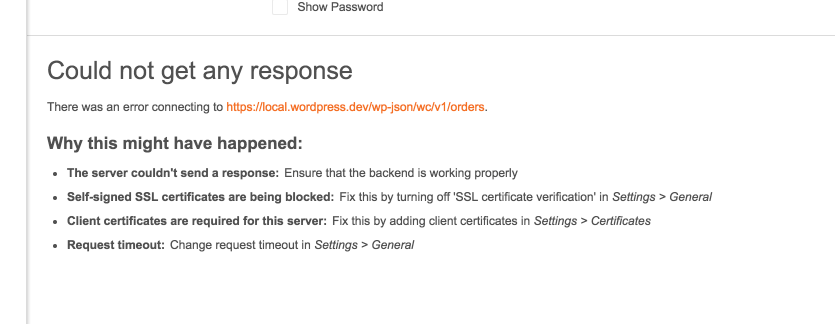 Show Password
Could not get any response
There was an error connecting to https://local.wordpress.dev/wp-json/wc/v1/orders.
Why this might have happened:
• The server couldn't send a response: Ensure that the backend is working properly
• Self-signed SSL certificates are being blocked: Fix this by turning off 'SSL certificate verification' in Settings > General
• Client certificates are required for this server: Fix this by adding client certificates in Settings > Certificates
• Request timeout: Change request timeout in Settings > General